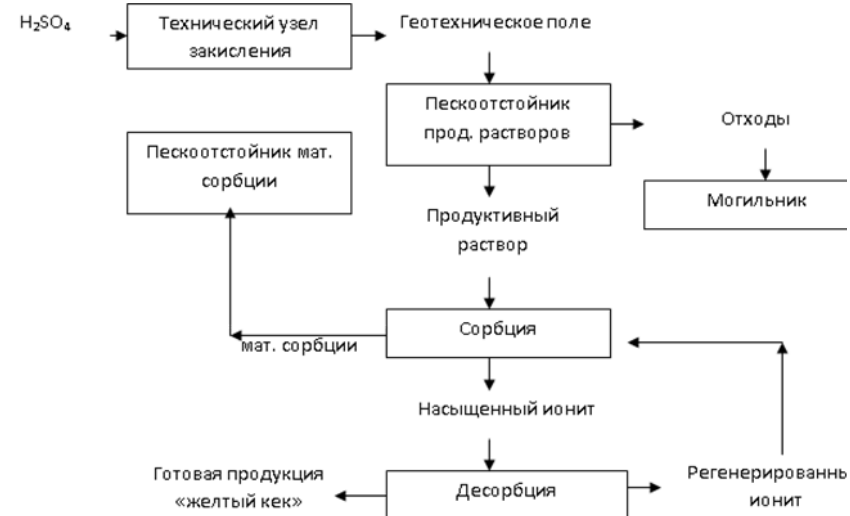 H₂SO₄
Технический узел
закисления
Геотехническое поле
Пескоотстойник
прод. растворов
Отходы
Могильник
Пескоотстойник мат.
сорбции
Продуктивный
раствор
Сорбция
мат. сорбции
Насыщенный ионит
Готовая продукция
«желтый кек»
Десорбция
Регенерированны
ионит